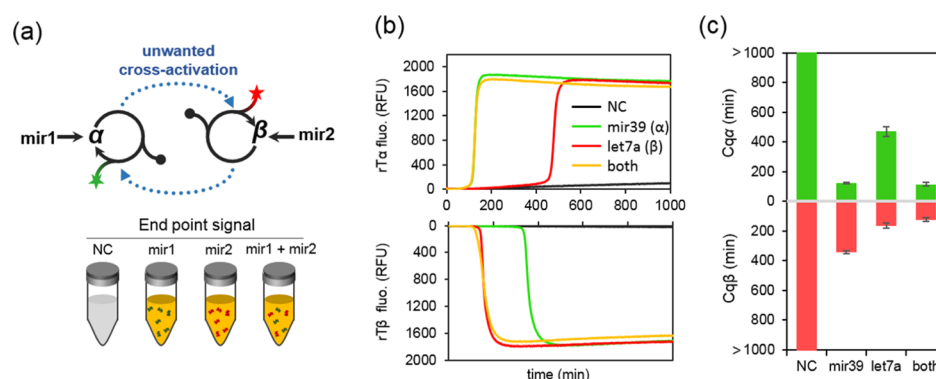 (a)
unwanted
cross-activation
mir1
α
β
mir2
End point signal
NC mir1 mir2 mir1 + mir2
(b)
rTα fluo. (RFU)
2000
1600
1200
800
400
0
0 200 400 600 800 1000
NC
mir39 (α)
let7a (β)
both
rTβ fluo. (RFU)
0
400
800
1200
1600
2000
time (min)
(c)
Cqα (min)
> 1000
800
600
400
200
0
Cqβ (min)
200
400
600
800
>1000
NC mir39 let7a both